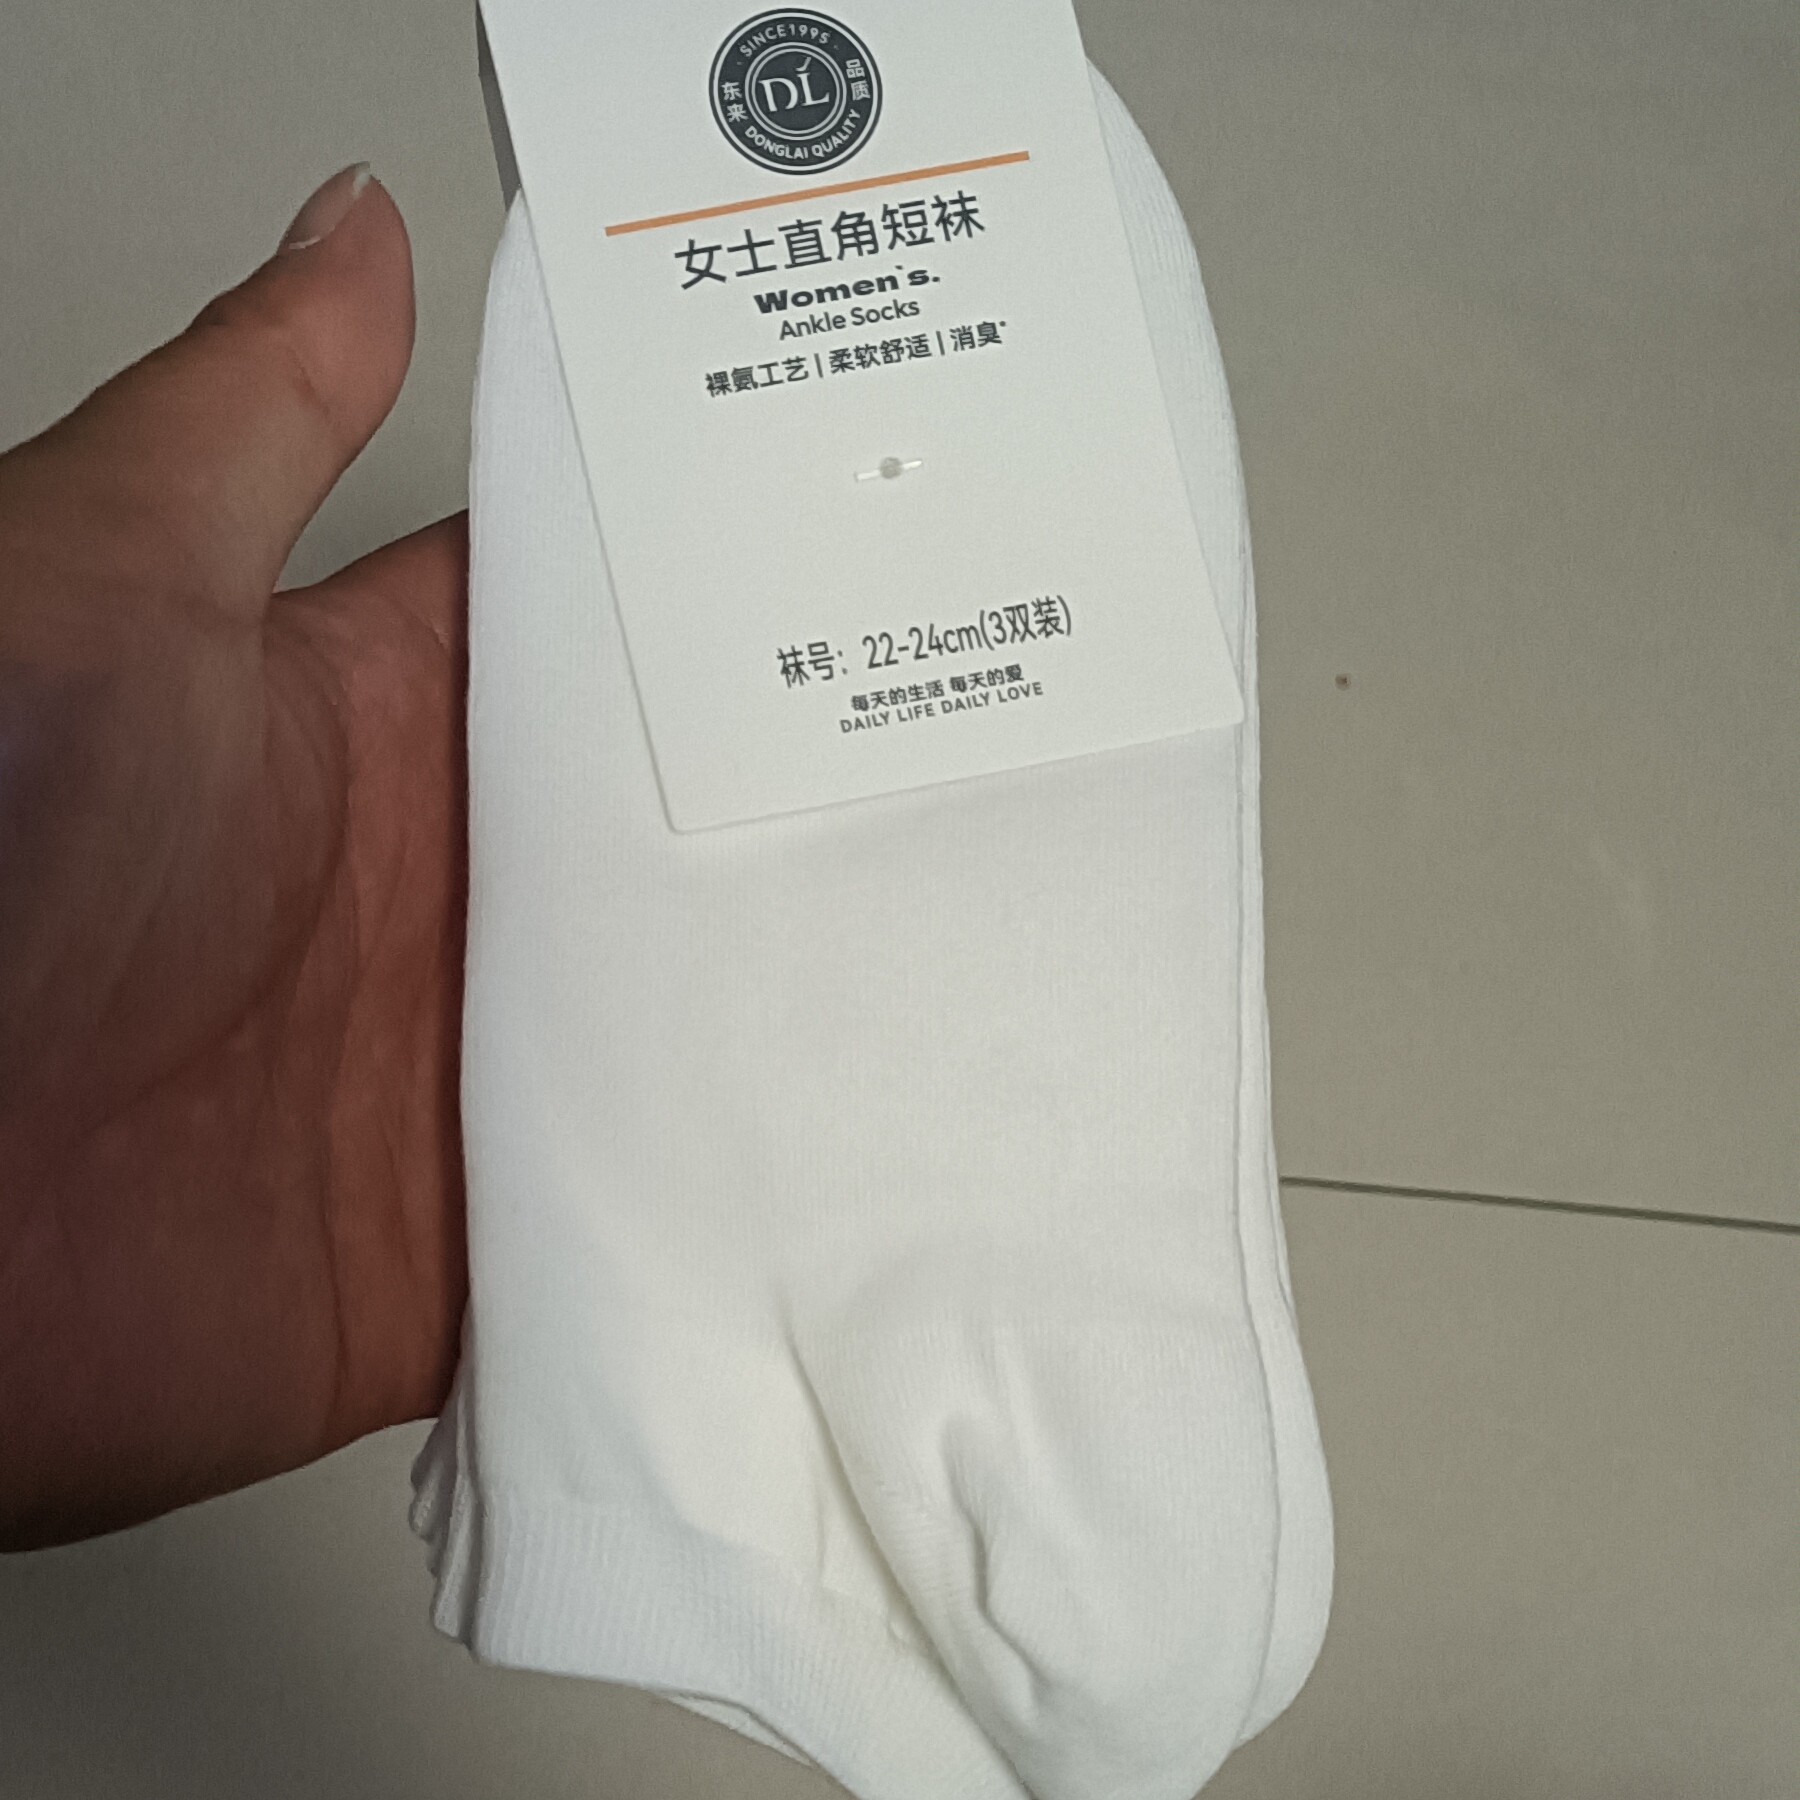 SINCE1995
东来
DL
品质
DONGLAI QUALITY
女士直角短袜
Women`s.
Ankle Socks
裸氨工艺|柔软舒适|消臭*
袜号：22-24cm(3双装)
每天的生活 每天的爱
DAILY LIFE DAILY LOVE